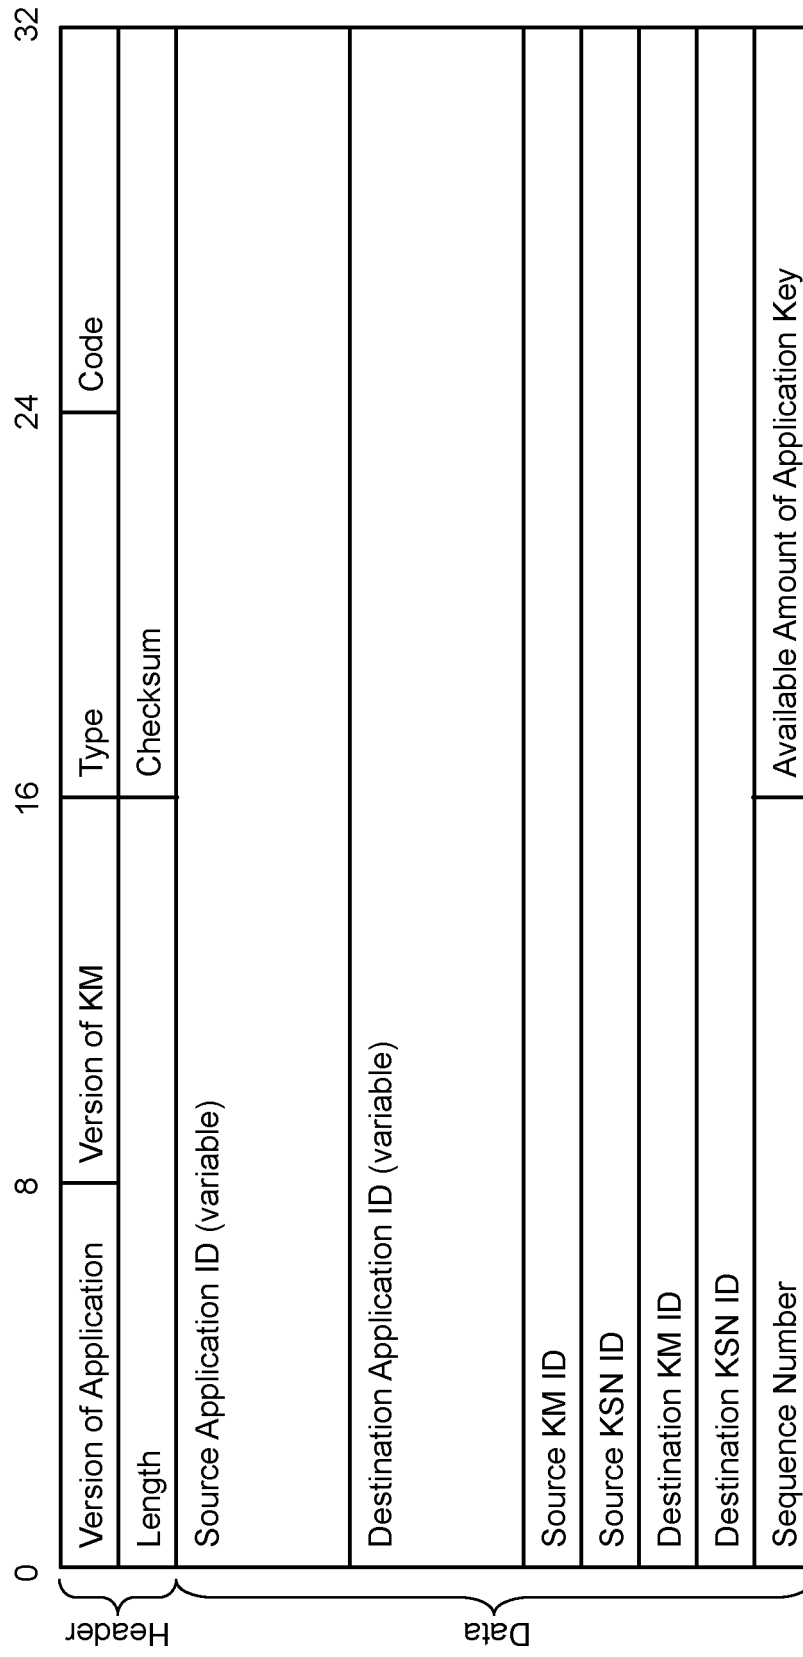 0 8 16 24 32
Header
Version of Application Version of KM Type Code
Length Checksum
Data
Source Application ID (variable)
Destination Application ID (variable)
Source KM ID
Source KSN ID
Destination KM ID
Destination KSN ID
Sequence Number Available Amount of Application Key